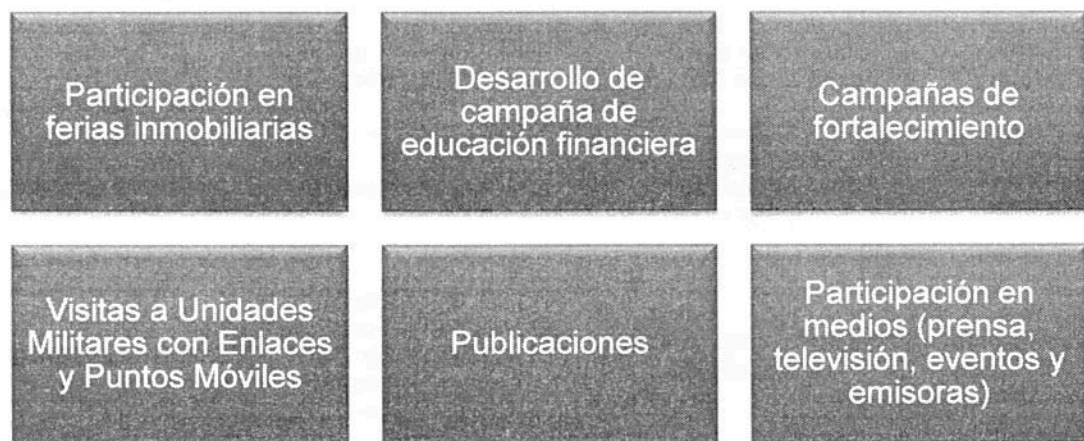 Participación en
ferias inmobiliarias
Desarrollo de
campaña de
educación financiera
Campañas de
fortalecimiento
Visitas a Unidades
Militares con Enlaces
y Puntos Móviles
Publicaciones
Participación en
medios (prensa,
televisión, eventos y
emisoras)